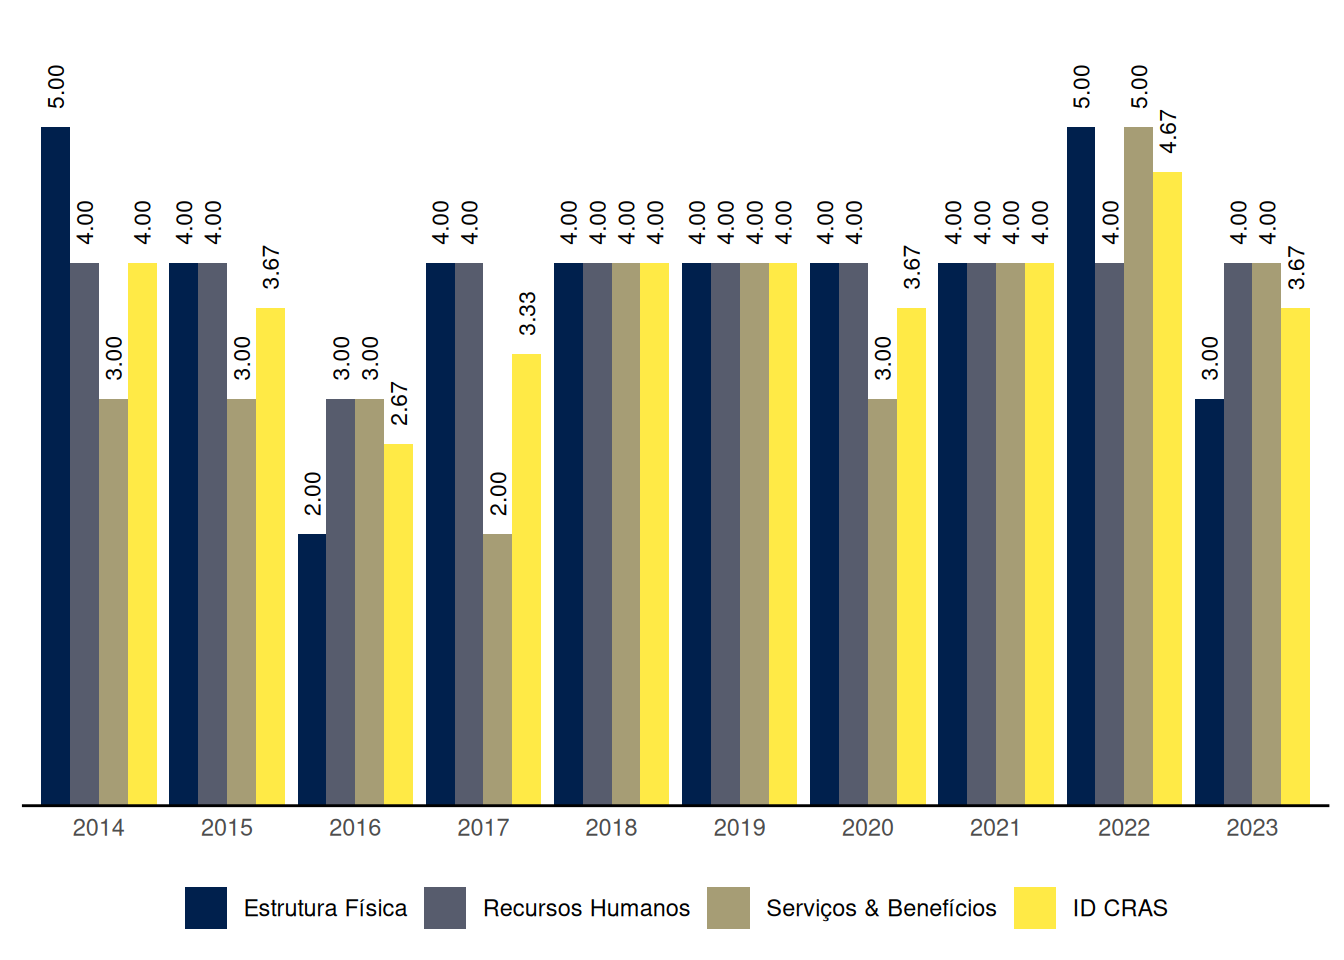 5.00 4.00 3.00 4.00
4.00 4.00 3.00 3.67
2.00 3.00 3.00 2.67
4.00 4.00 2.00 3.33
4.00 4.00 4.00 4.00
4.00 4.00 4.00 4.00
4.00 4.00 3.00 3.67
4.00 4.00 4.00 4.00
5.00 4.00 5.00 4.67
3.00 4.00 4.00 3.67
2014 2015 2016 2017 2018 2019 2020 2021 2022 2023
Estrutura Física Recursos Humanos Serviços & Benefícios ID CRAS